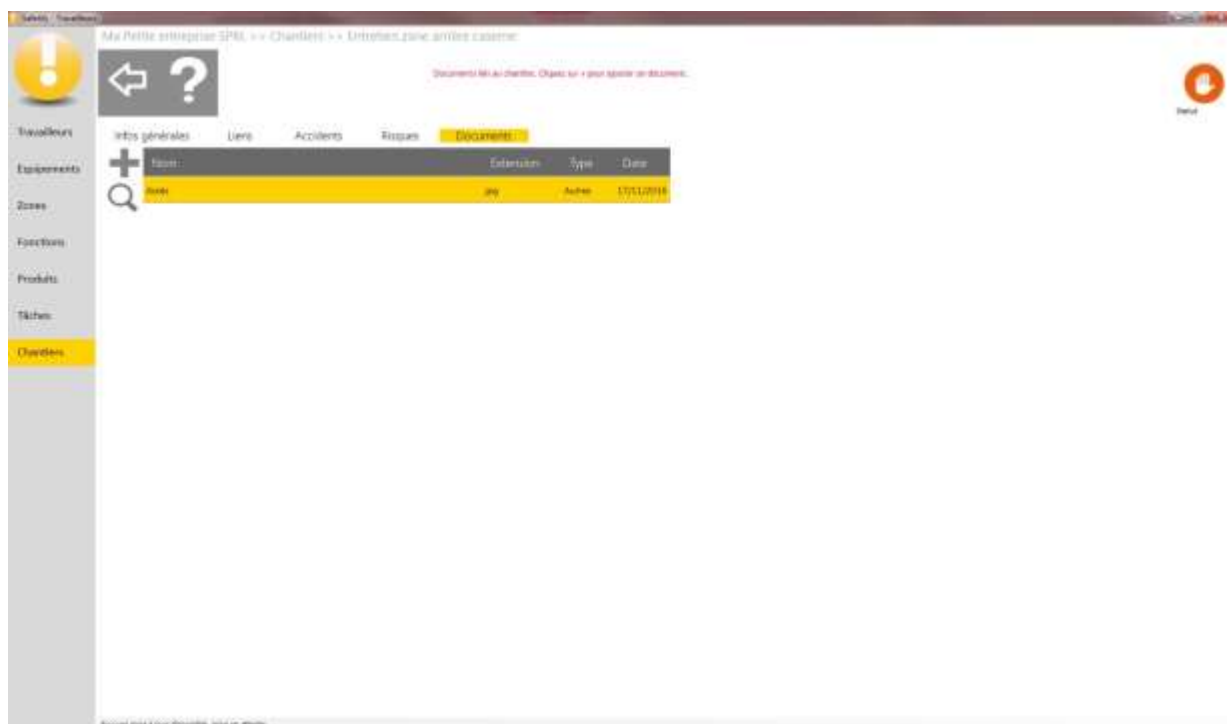 Ma Petite entreprise SPRL >> Chantiers >> Entretien zone arrière caserne
Documents liés au chantier. Cliquez sur + pour ajouter un document.
Travailleurs
Equipements
Zones
Fonctions
Produits
Tâches
Chantiers
Infos générales Liens Accidents Risques Documents
Nom Extension Type Date
.jpg Autres 17/11/2016